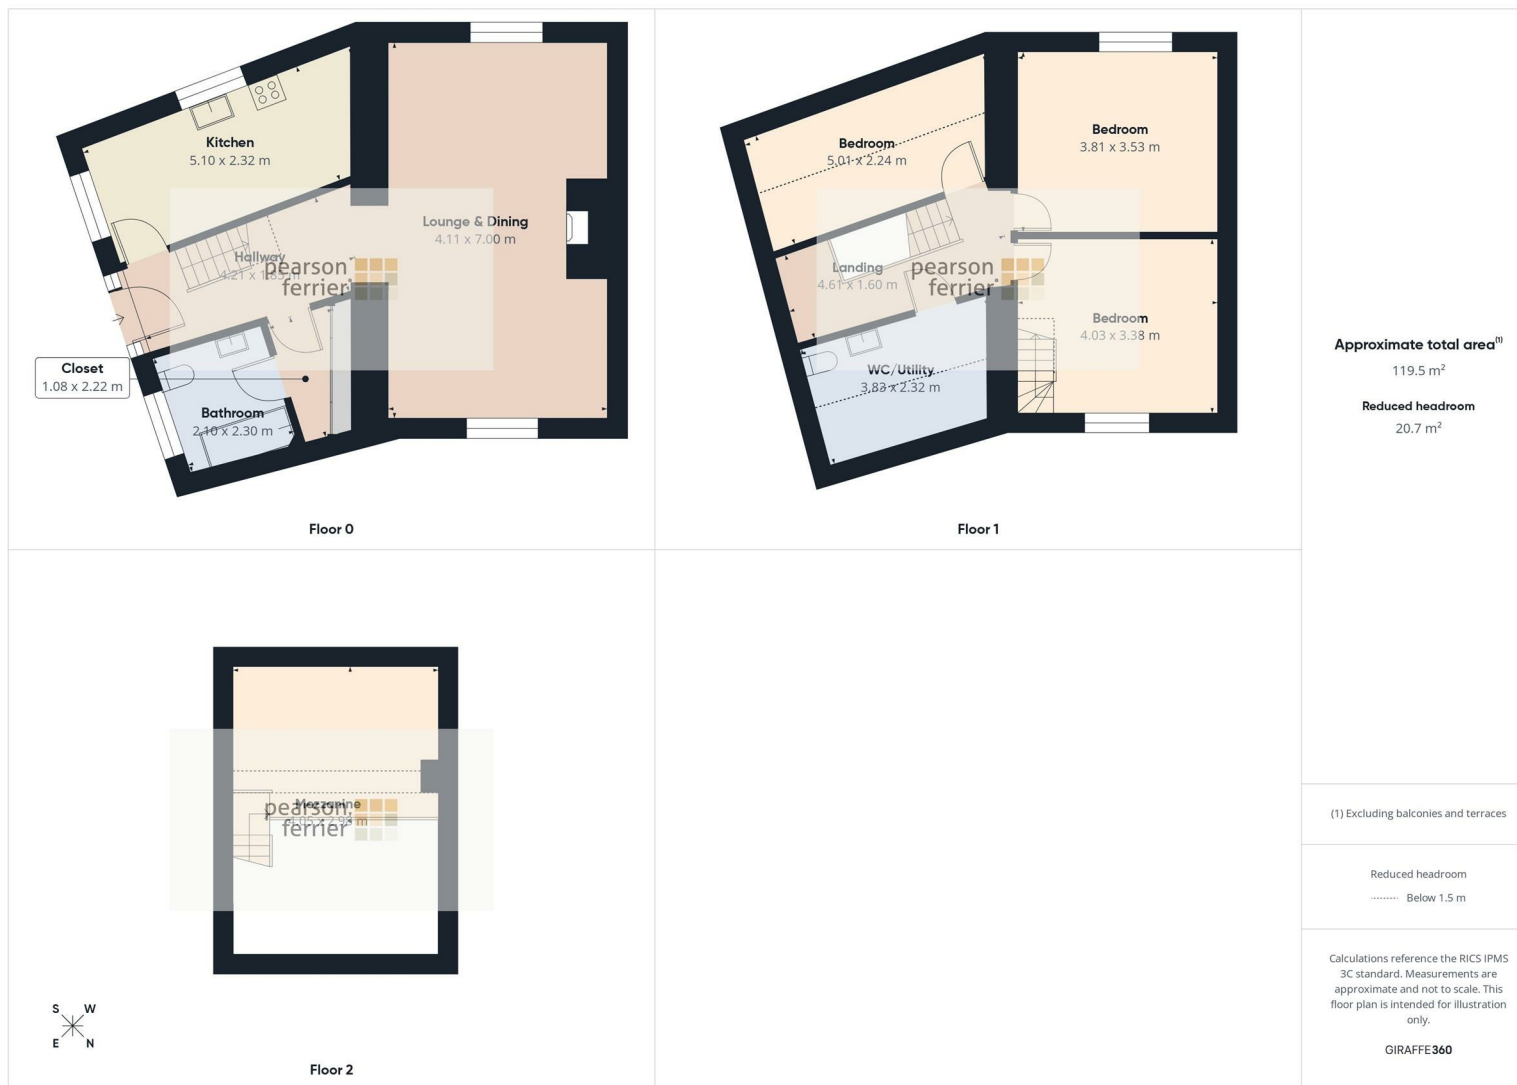 Kitchen
5.10 x 2.32 m
Lounge & Dining
4.11 x 7.00 m
Hallway
4.21 x 1.85 m
pearson
ferrier
Closet
1.08 x 2.22 m
Bathroom
2.10 x 2.30 m
Floor 0
Bedroom
5.01 x 2.24 m
Bedroom
3.81 x 3.53 m
Landing
4.61 x 1.60 m
pearson
ferrier
Bedroom
4.03 x 3.38 m
WC/Utility
3.83 x 2.32 m
Floor 1
Approximate total area(1)
119.5 m²
Reduced headroom
20.7 m²
Mezzanine
pearson
ferrier
S W
E N
Floor 2
(1) Excluding balconies and terraces
Reduced headroom
Below 1.5 m
Calculations reference the RICS IPMS
3C standard. Measurements are
approximate and not to scale. This
floor plan is intended for illustration
only.
GIRAFFE360